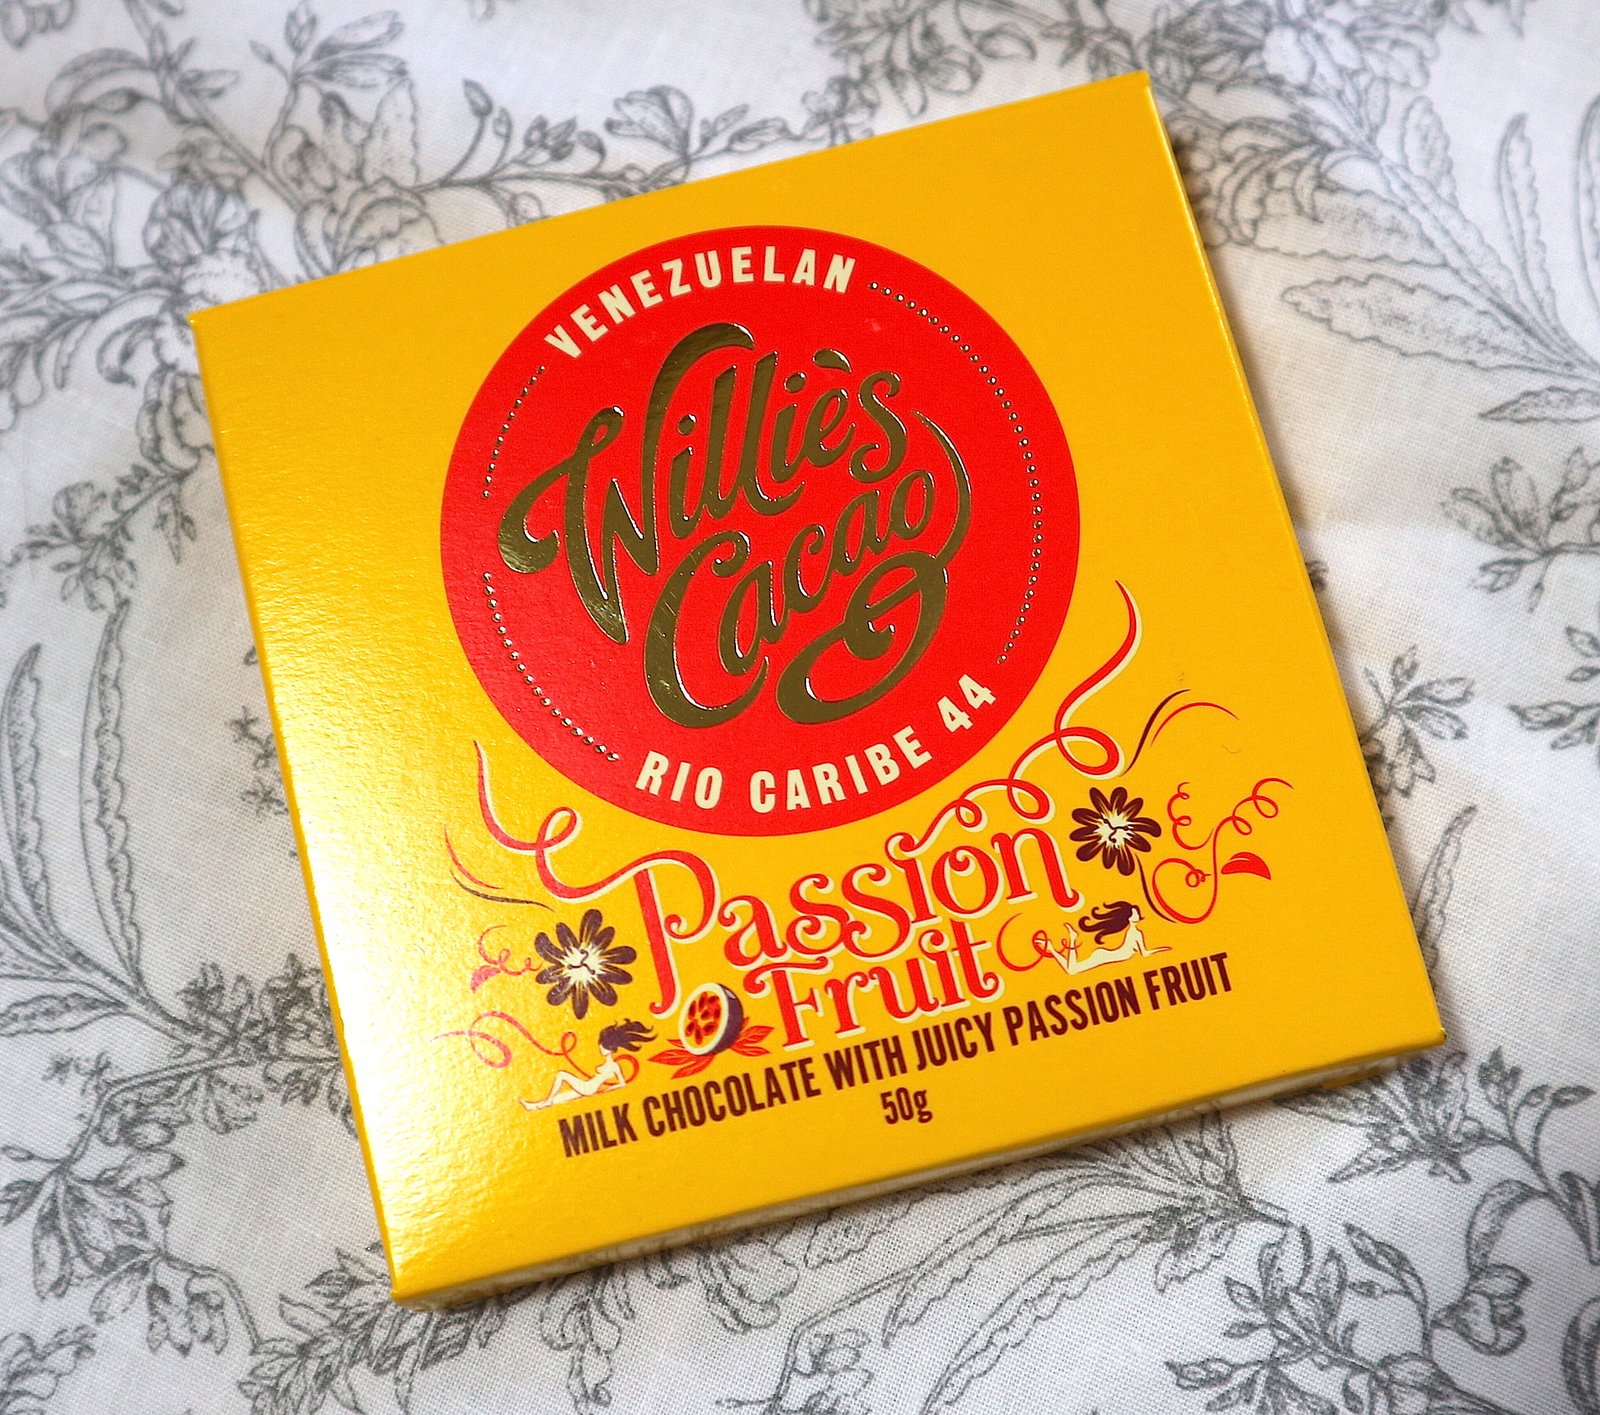 VENEZUELAN
Willie's
Cacao
RIO CARIBE 44
Passion
Fruit
MILK CHOCOLATE WITH JUICY PASSION FRUIT
50g